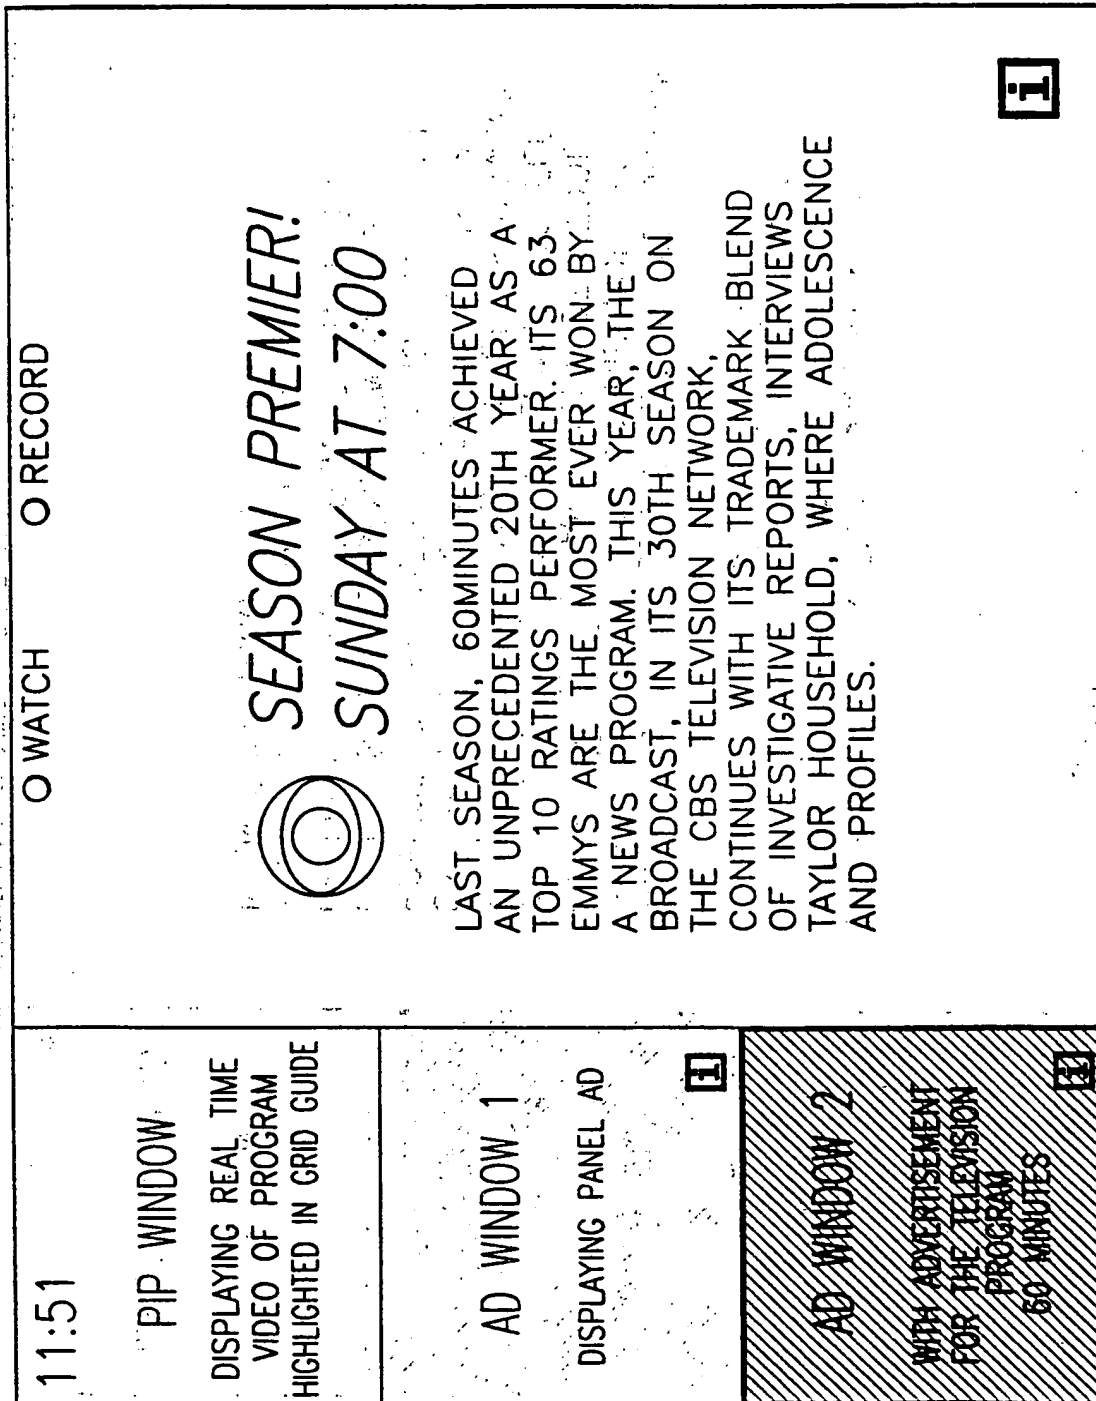 11:51
PIP WINDOW
DISPLAYING REAL TIME
VIDEO OF PROGRAM
HIGHLIGHTED IN GRID GUIDE
AD WINDOW 1
DISPLAYING PANEL AD
i
AD WINDOW 2
WITH ADVERTISEMENT
FOR THE TELEVISION
PROGRAM
60 MINUTES
i
O WATCH O RECORD
SEASON PREMIER!
SUNDAY AT 7:00
LAST SEASON, 60MINUTES ACHIEVED
AN UNPRECEDENTED 20TH YEAR AS A
TOP 10 RATINGS PERFORMER. ITS 63
EMMYS ARE THE MOST EVER WON BY
A NEWS PROGRAM. THIS YEAR, THE
BROADCAST, IN ITS 30TH SEASON ON
THE CBS TELEVISION NETWORK,
CONTINUES WITH ITS TRADEMARK BLEND
OF INVESTIGATIVE REPORTS, INTERVIEWS
TAYLOR HOUSEHOLD, WHERE ADOLESCENCE
AND PROFILES.
i